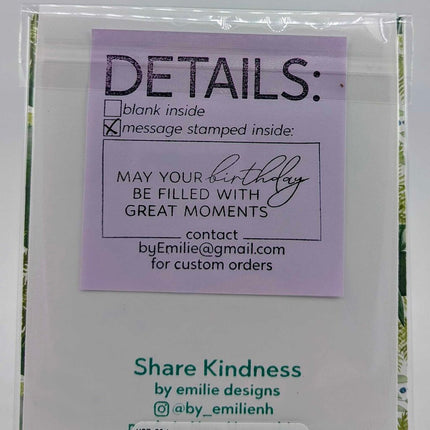 DETAILS:
blank inside
message stamped inside:
MAY YOUR birthday
BE FILLED WITH
GREAT MOMENTS
contact
byEmilie@gmail.com
for custom orders
Share Kindness
by emilie designs
@by_emilienh